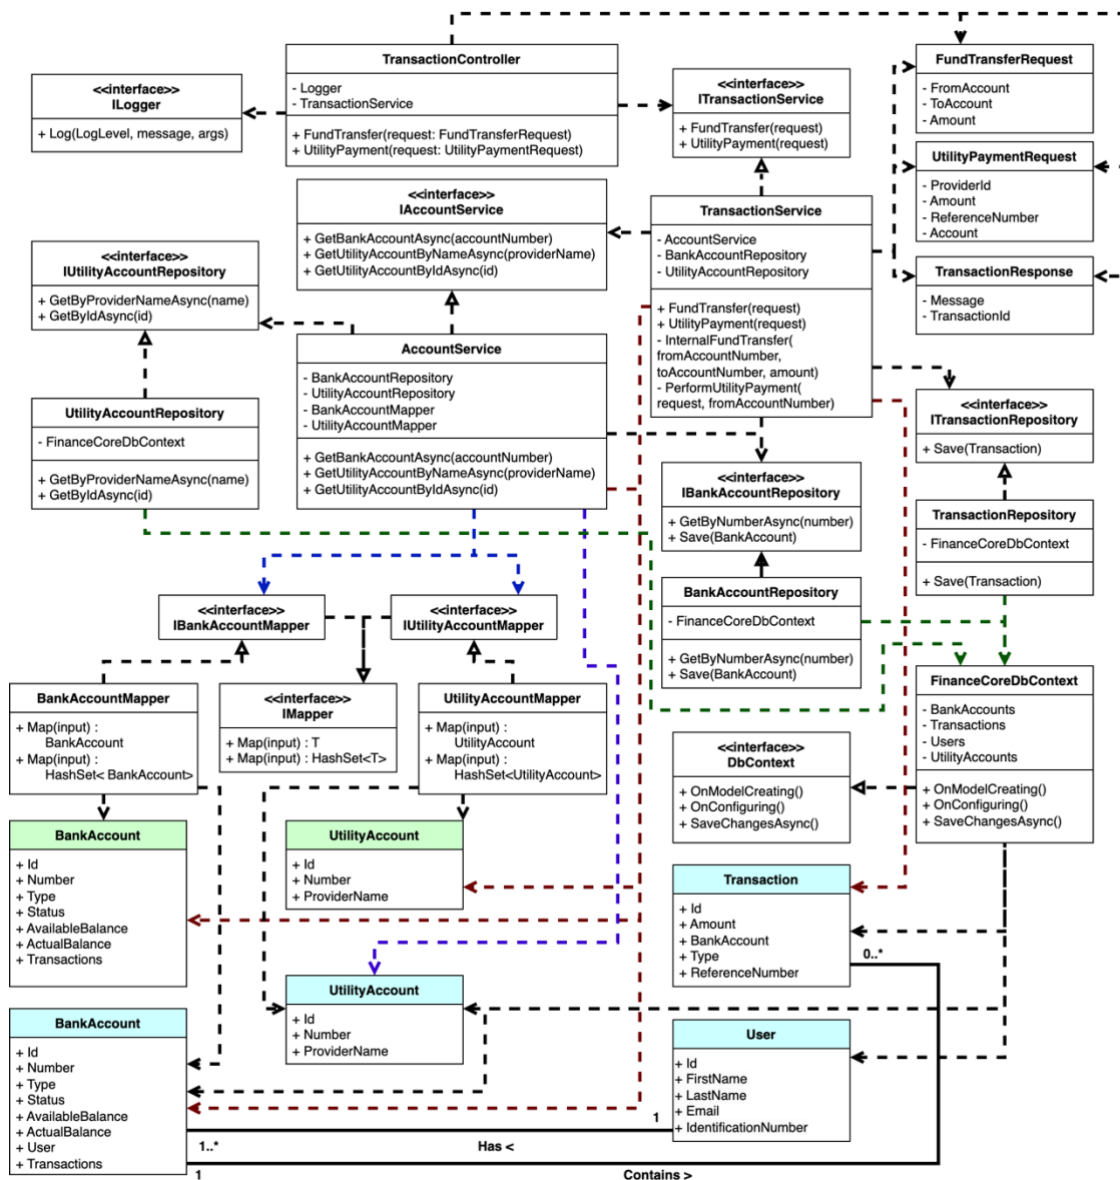 TransactionController
- Logger
- TransactionService
+ FundTransfer(request: FundTransferRequest)
+ UtilityPayment(request: UtilityPaymentRequest)
<<interface>>
ILogger
+ Log(LogLevel, message, args)
<<interface>>
ITransactionService
+ FundTransfer(request)
+ UtilityPayment(request)
FundTransferRequest
- FromAccount
- ToAccount
- Amount
UtilityPaymentRequest
- ProviderId
- Amount
- ReferenceNumber
- Account
TransactionResponse
- Message
- TransactionId
<<interface>>
IAccountService
+ GetBankAccountAsync(accountNumber)
+ GetUtilityAccountByNameAsync(providerName)
+ GetUtilityAccountByIdAsync(id)
TransactionService
- AccountService
- BankAccountRepository
- UtilityAccountRepository
+ FundTransfer(request)
+ UtilityPayment(request)
- InternalFundTransfer(
fromAccountNumber,
toAccountNumber, amount)
- PerformUtilityPayment(
request, fromAccountNumber)
<<interface>>
IUtilityAccountRepository
+ GetByProviderNameAsync(name)
+ GetByIdAsync(id)
AccountService
- BankAccountRepository
- UtilityAccountRepository
- BankAccountMapper
- UtilityAccountMapper
+ GetBankAccountAsync(accountNumber)
+ GetUtilityAccountByNameAsync(providerName)
+ GetUtilityAccountByIdAsync(id)
UtilityAccountRepository
- FinanceCoreDbContext
+ GetByProviderNameAsync(name)
+ GetByIdAsync(id)
<<interface>>
ITransactionRepository
+ Save(Transaction)
<<interface>>
IBankAccountRepository
+ GetByNumberAsync(number)
+ Save(BankAccount)
TransactionRepository
- FinanceCoreDbContext
+ Save(Transaction)
BankAccountRepository
- FinanceCoreDbContext
+ GetByNumberAsync(number)
+ Save(BankAccount)
<<interface>>
IBankAccountMapper
<<interface>>
IUtilityAccountMapper
BankAccountMapper
+ Map(input) :
BankAccount
+ Map(input) :
HashSet< BankAccount>
<<interface>>
IMapper
+ Map(input) : T
+ Map(input) : HashSet<T>
UtilityAccountMapper
+ Map(input) :
UtilityAccount
+ Map(input) :
HashSet<UtilityAccount>
FinanceCoreDbContext
- BankAccounts
- Transactions
- Users
- UtilityAccounts
+ OnModelCreating()
+ OnConfiguring()
+ SaveChangesAsync()
<<interface>>
DbContext
+ OnModelCreating()
+ OnConfiguring()
+ SaveChangesAsync()
BankAccount
+ Id
+ Number
+ Type
+ Status
+ AvailableBalance
+ ActualBalance
+ Transactions
UtilityAccount
+ Id
+ Number
+ ProviderName
Transaction
+ Id
+ Amount
+ BankAccount
+ Type
+ ReferenceNumber
0..*
UtilityAccount
+ Id
+ Number
+ ProviderName
BankAccount
+ Id
+ Number
+ Type
+ Status
+ AvailableBalance
+ ActualBalance
+ User
+ Transactions
User
+ Id
+ FirstName
+ LastName
+ Email
+ IdentificationNumber
1
1..*
Has <
1
Contains >